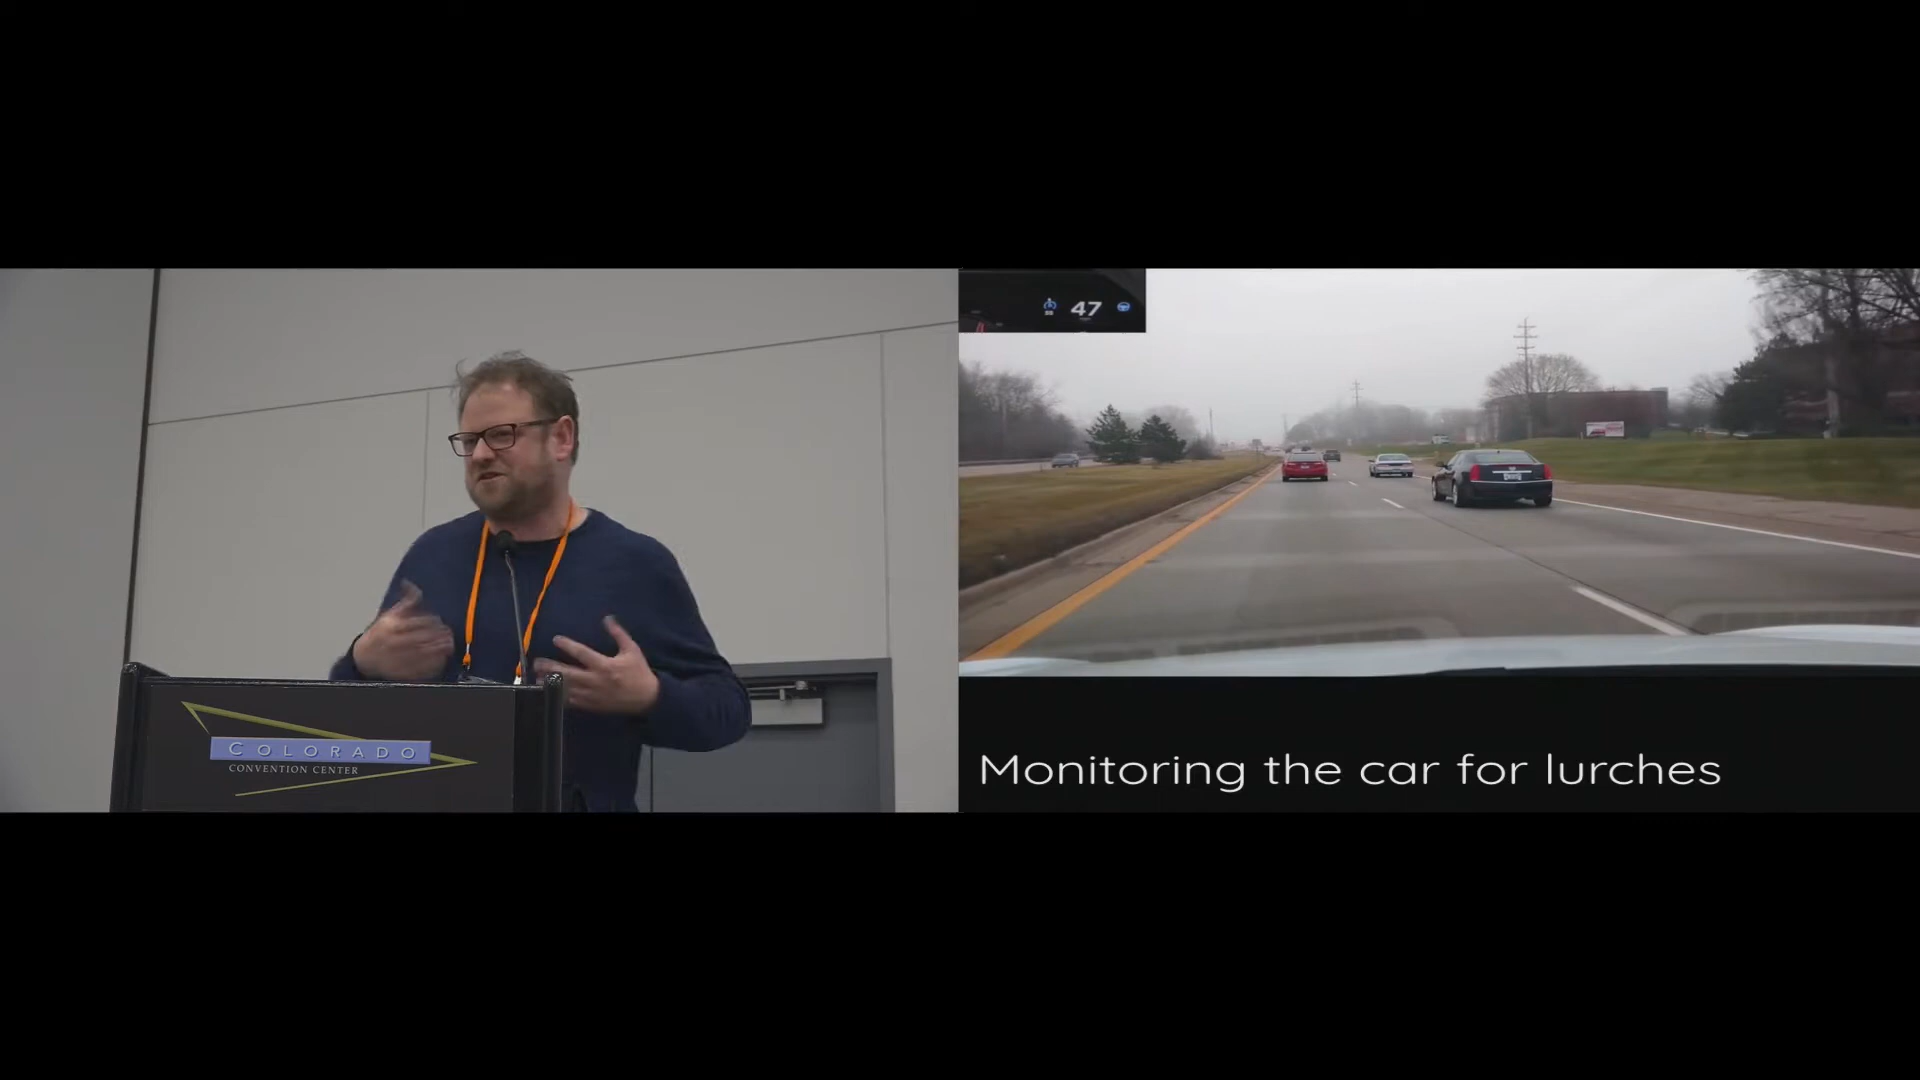 COLORADO
CONVENTION CENTER
47
Monitoring the car for lurches